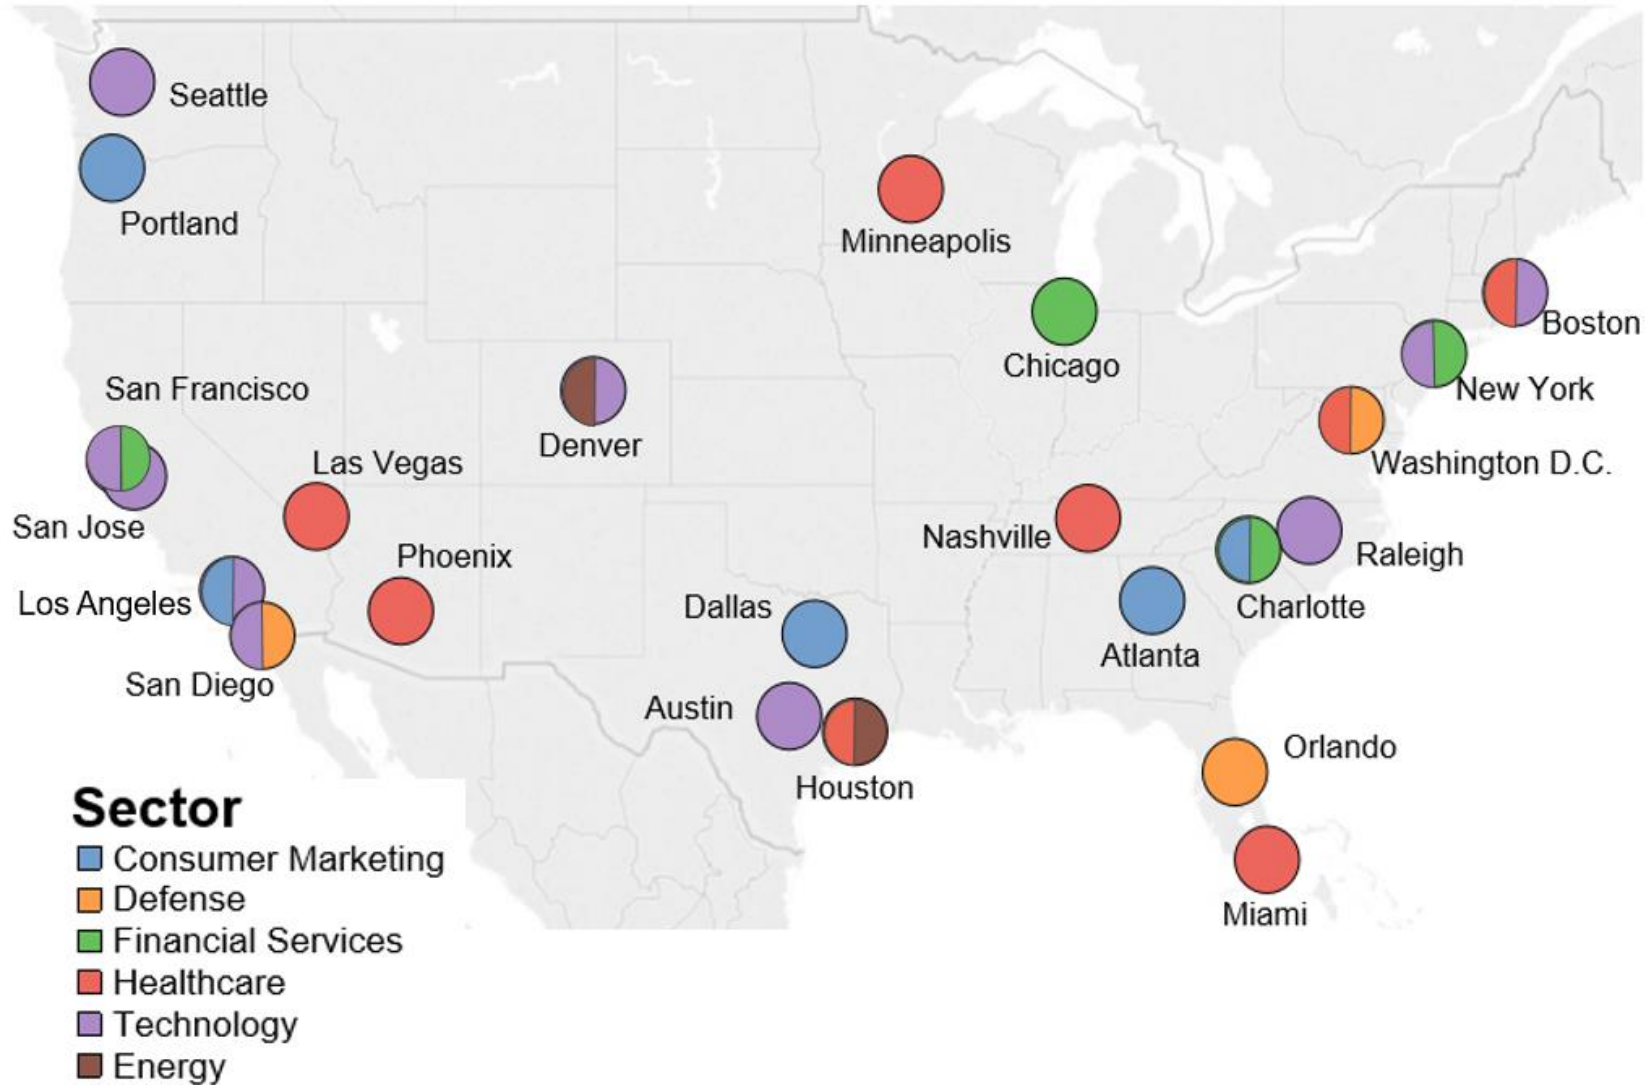 Seattle
Portland
Minneapolis
Boston
Chicago
New York
San Francisco
Denver
Las Vegas
Washington D.C.
San Jose
Nashville
Raleigh
Phoenix
Los Angeles
Dallas
Charlotte
Atlanta
San Diego
Austin
Orlando
Houston
Miami
Sector
Consumer Marketing
Defense
Financial Services
Healthcare
Technology
Energy